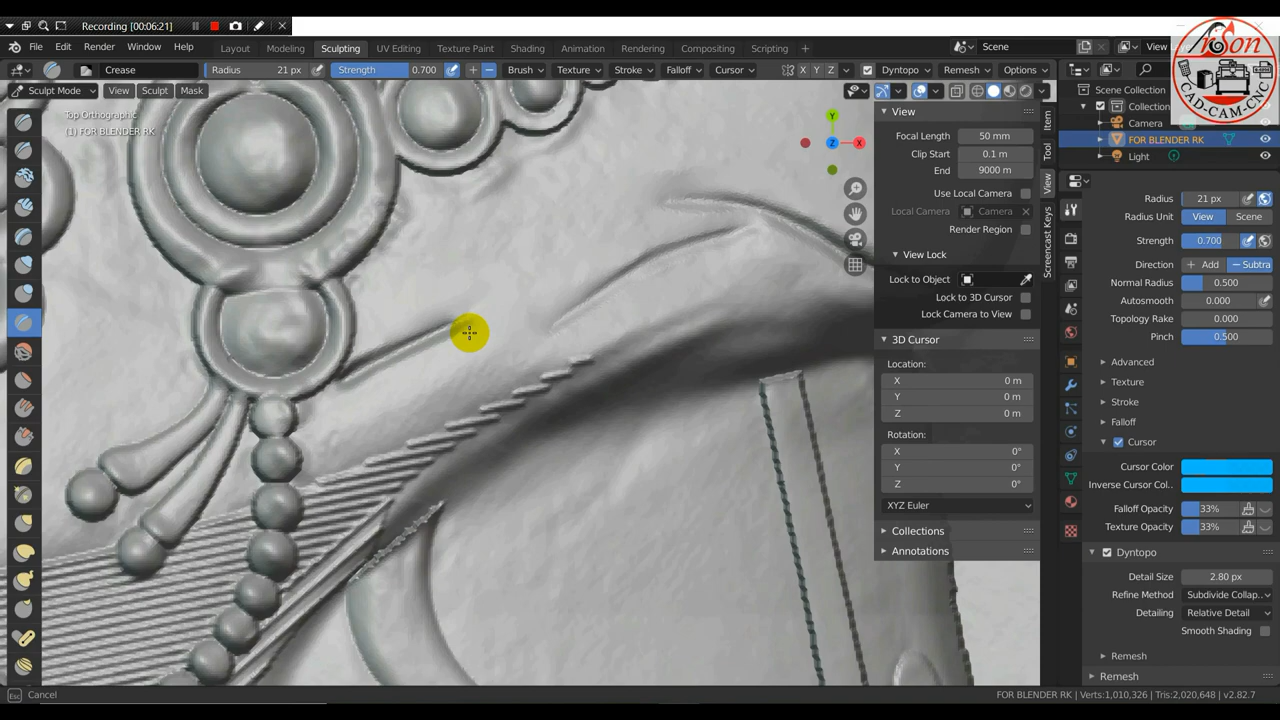 Recording [00:06:21]
File Edit Render Window Help Layout Modeling Sculpting UV Editing Texture Paint Shading Animation Rendering Compositing Scripting + Scene View
Crease Radius 21 px Strength 0.700 Brush Texture Stroke Falloff Cursor X Y Z Dyntopo Remesh Options
Sculpt Mode View Sculpt Mask
Top Orthographic
(1) FOR BLENDER RK
Y
X
Z
View
Focal Length 50 mm
Clip Start 0.1 m
End 9000 m
Use Local Camera
Local Camera Camera
Render Region
View Lock
Lock to Object
Lock to 3D Cursor
Lock Camera to View
3D Cursor
Location:
X 0 m
Y 0 m
Z 0 m
Rotation:
X 0°
Y 0°
Z 0°
XYZ Euler
Collections
Annotations
Item
Tool
View
Screencast Keys
CAD-CAM-CNC
Scene Collection
Collection
Camera
FOR BLENDER RK
Light
Radius 21 px
Radius Unit View Scene
Strength 0.700
Direction + Add − Subtra
Normal Radius 0.500
Autosmooth 0.000
Topology Rake 0.000
Pinch 0.500
Advanced
Texture
Stroke
Falloff
Cursor
Cursor Color
Inverse Cursor Col..
Falloff Opacity 33%
Texture Opacity 33%
Dyntopo
Detail Size 2.80 px
Refine Method Subdivide Collap..
Detailing Relative Detail
Smooth Shading
Remesh
Remesh
Esc Cancel
FOR BLENDER RK | Verts:1,010,326 | Tris:2,020,648 | v2.82.7